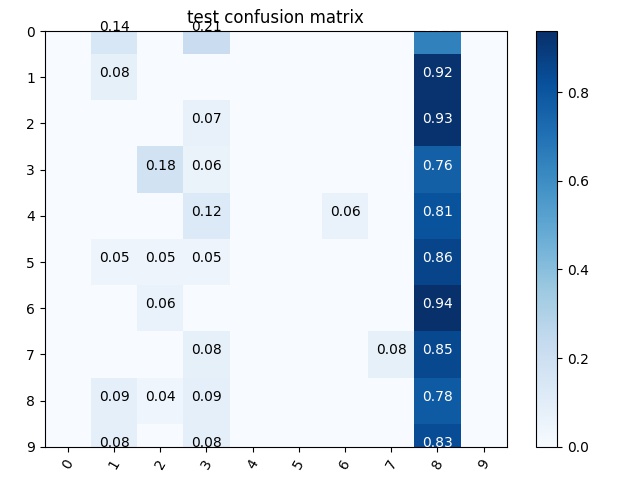 test confusion matrix
0 0.14 0.21
1 0.08 0.92
2 0.07 0.93
3 0.18 0.06 0.76
4 0.12 0.06 0.81
5 0.05 0.05 0.05 0.86
6 0.06 0.94
7 0.08 0.08 0.85
8 0.09 0.04 0.09 0.78
9 0.08 0.08 0.83
0 1 2 3 4 5 6 7 8 9
0.8
0.6
0.4
0.2
0.0